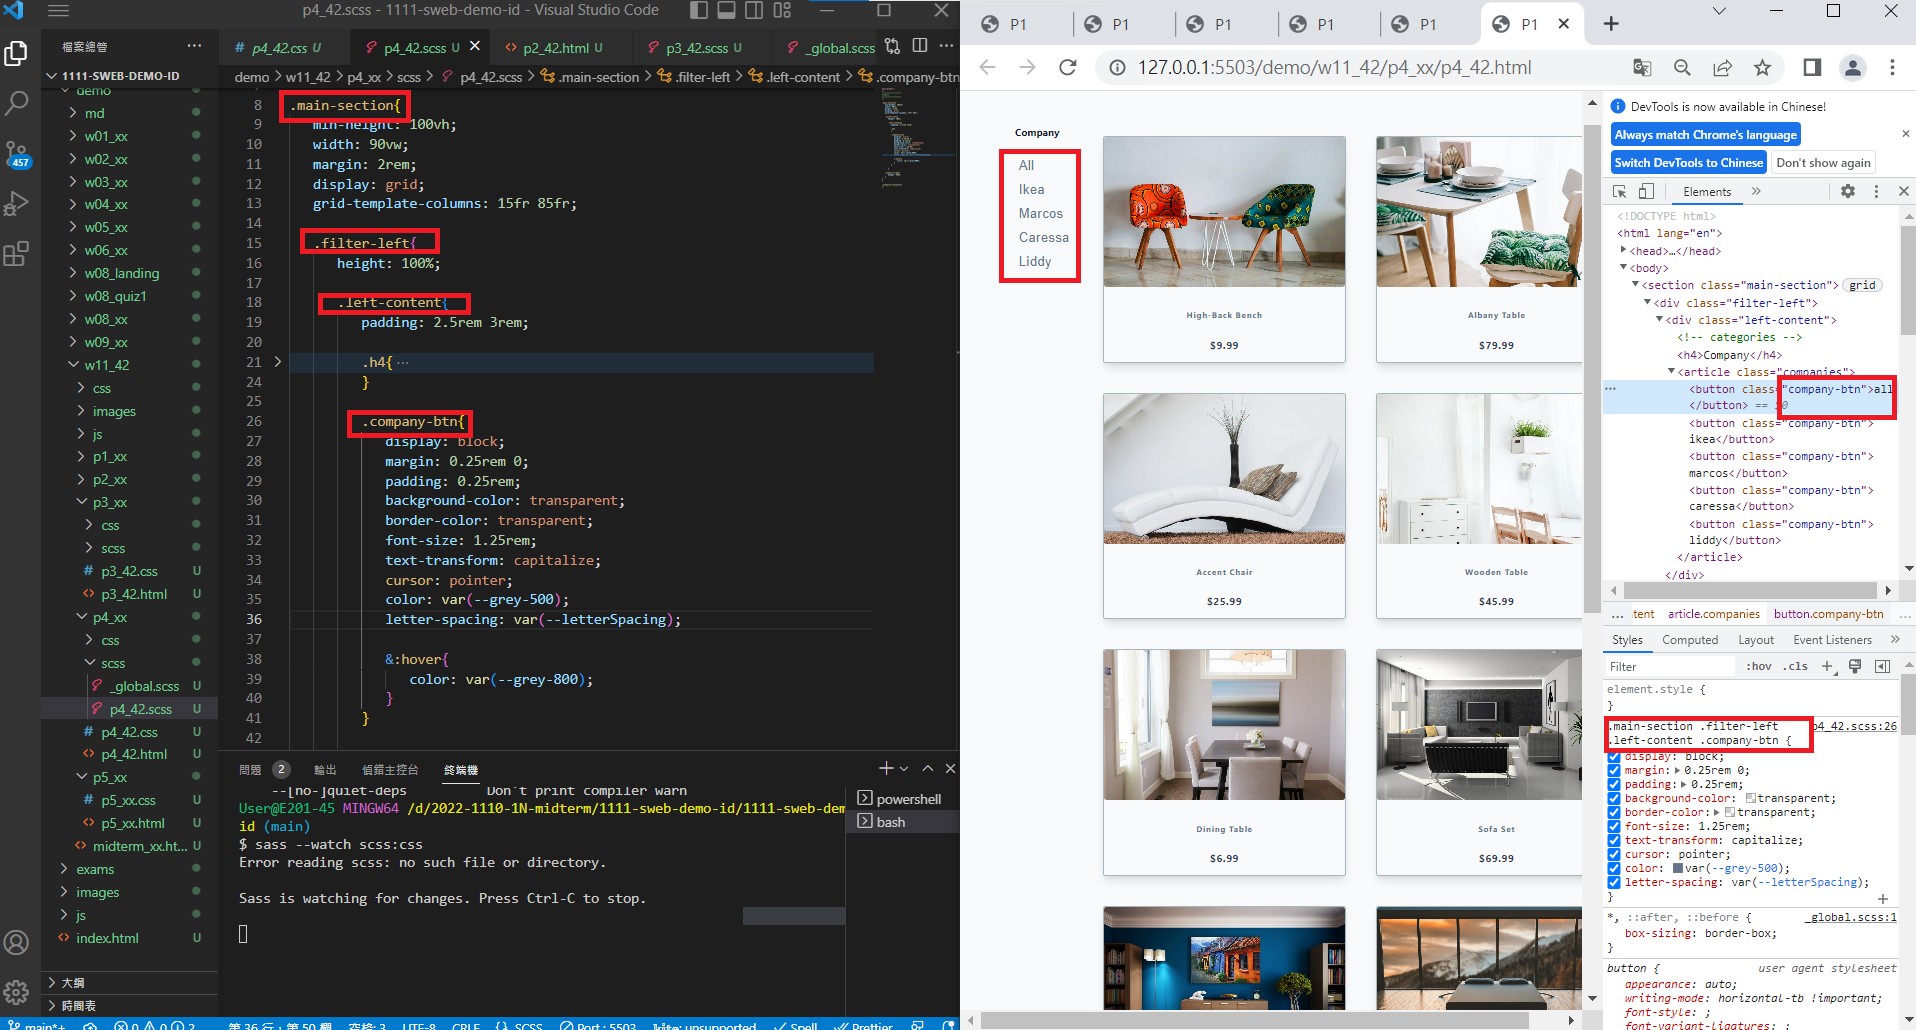 p4_42.scss - 1111-sweb-demo-id - Visual Studio Code
檔案總管
p4_42.css U
p4_42.scss U
p2_42.html U
p3_42.scss U
_global.scss
demo > w11_42 > p4_xx > scss > p4_42.scss > .main-section > .filter-left > .left-content > .company-btn
1111-SWEB-DEMO-ID
demo
md
w01_xx
w02_xx
w03_xx
w04_xx
w05_xx
w06_xx
w08_landing
w08_quiz1
w08_xx
w09_xx
w11_42
css
images
js
p1_xx
p2_xx
p3_xx
css
scss
p3_42.css U
p3_42.html U
p4_xx
css
scss
_global.scss U
p4_42.scss U
p4_42.css U
p4_42.html U
p5_xx
p5_xx.css U
p5_xx.html U
midterm_xx.ht... U
exams
images
js
index.html U
大綱
時間表
457
8 .main-section{
9 min-height: 100vh;
10 width: 90vw;
11 margin: 2rem;
12 display: grid;
13 grid-template-columns: 15fr 85fr;
14
15 .filter-left{
16 height: 100%;
17
18 .left-content{
19 padding: 2.5rem 3rem;
20
21 .h4{ ...
24 }
25
26 .company-btn{
27 display: block;
28 margin: 0.25rem 0;
29 padding: 0.25rem;
30 background-color: transparent;
31 border-color: transparent;
32 font-size: 1.25rem;
33 text-transform: capitalize;
34 cursor: pointer;
35 color: var(--grey-500);
36 letter-spacing: var(--letterSpacing);
37
38 &:hover{
39 color: var(--grey-800);
40 }
41 }
42
問題 2 輸出 偵錯主控台 終端機
--[no-]quiet-deps Don't print compiler warn
User@E201-45 MINGW64 /d/2022-1110-1N-midterm/1111-sweb-demo-id/1111-sweb-dem
id (main)
$ sass --watch scss:css
Error reading scss: no such file or directory.
Sass is watching for changes. Press Ctrl-C to stop.
powershell
bash
main*+ 0 0 2 第 36 行，第 50 欄 空格: 3 UTF-8 CRLF {} SCSS Port : 5503 kite: unsupported Spell Prettier
P1
P1
P1
P1
P1
P1
127.0.0.1:5503/demo/w11_42/p4_xx/p4_42.html
Company
All
Ikea
Marcos
Caressa
Liddy
High-Back Bench
$9.99
Albany Table
$79.99
Accent Chair
$25.99
Wooden Table
$45.99
Dining Table
$6.99
Sofa Set
$69.99
DevTools is now available in Chinese!
Always match Chrome's language
Switch DevTools to Chinese
Don't show again
Elements
<!DOCTYPE html>
<html lang="en">
<head>…</head>
<body>
<section class="main-section"> grid
<div class="filter-left">
<div class="left-content">
<!-- categories -->
<h4>Company</h4>
<article class="companies">
<button class="company-btn">all
</button> == $0
<button class="company-btn">
ikea</button>
<button class="company-btn">
marcos</button>
<button class="company-btn">
caressa</button>
<button class="company-btn">
liddy</button>
</article>
</div>
... tent article.companies button.company-btn ...
Styles Computed Layout Event Listeners
Filter :hov .cls
element.style {
}
.main-section .filter-left p4_42.scss:26
.left-content .company-btn {
display: block;
margin: 0.25rem 0;
padding: 0.25rem;
background-color: transparent;
border-color: transparent;
font-size: 1.25rem;
text-transform: capitalize;
cursor: pointer;
color: var(--grey-500);
letter-spacing: var(--letterSpacing);
}
*, ::after, ::before { _global.scss:1
box-sizing: border-box;
}
button { user agent stylesheet
appearance: auto;
writing-mode: horizontal-tb !important;
font-style: ;
font-variant-ligatures: ;